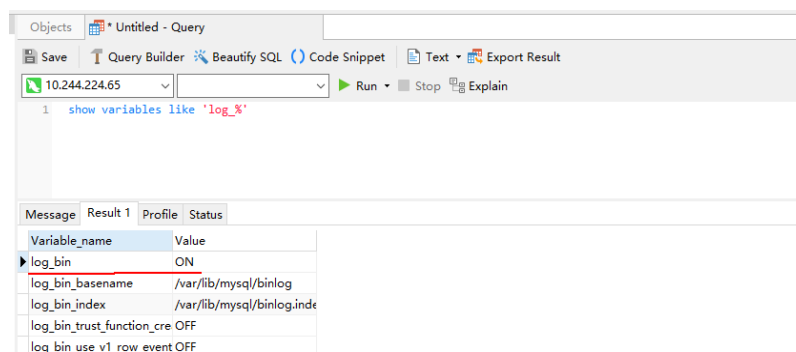 Objects * Untitled - Query
Save Query Builder Beautify SQL () Code Snippet Text Export Result
10.244.224.65 Run Stop Explain
1 show variables like 'log_%'
Message Result 1 Profile Status
Variable_name Value
log_bin ON
log_bin_basename /var/lib/mysql/binlog
log_bin_index /var/lib/mysql/binlog.inde
log_bin_trust_function_cre OFF
log_bin_use_v1_row_event OFF